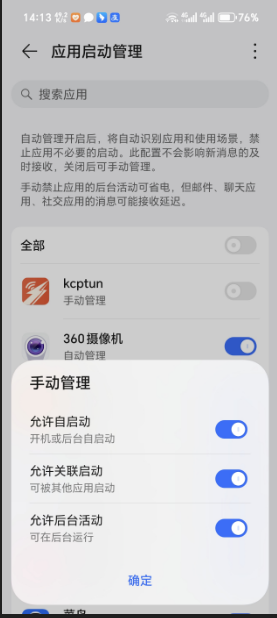 14:13
76%
应用启动管理
搜索应用
自动管理开启后，将自动识别应用和使用场景，禁
止应用不必要的启动。此配置不会影响新消息的及
时接收，关闭后可手动管理。
手动禁止应用的后台活动可省电，但邮件、聊天应
用、社交应用的消息可能接收延迟。
全部
kcptun
手动管理
360摄像机
自动管理
手动管理
允许自启动
开机或后台自启动
允许关联启动
可被其他应用启动
允许后台活动
可在后台运行
确定